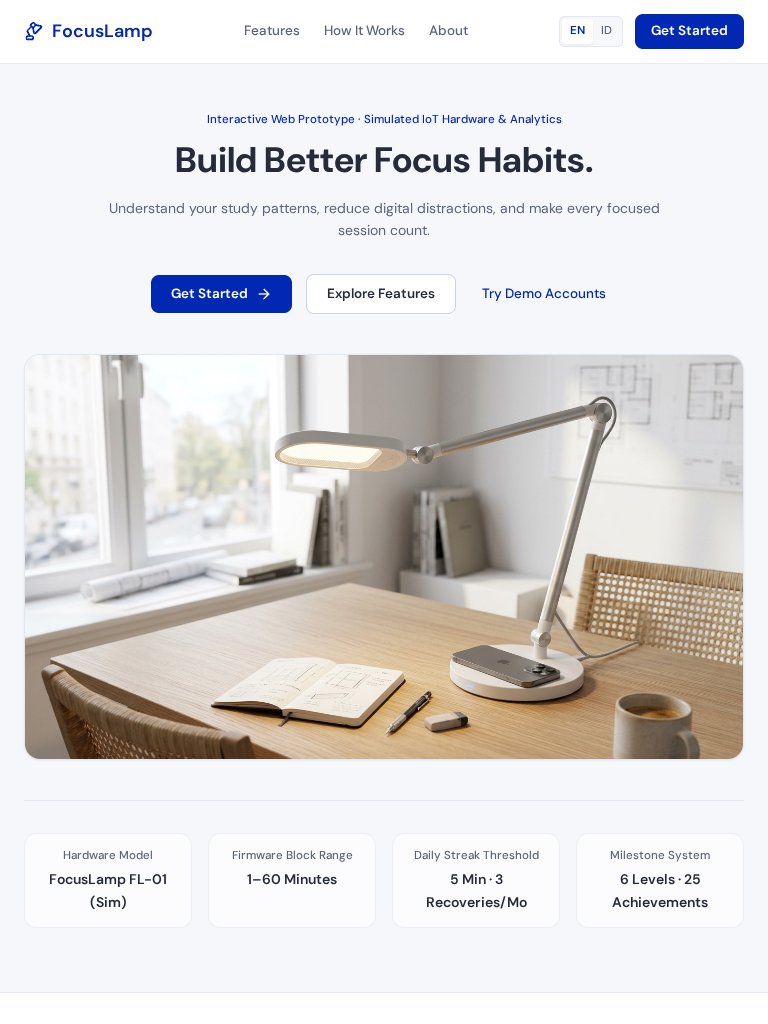 FocusLamp
Features
How It Works
About
EN
ID
Get Started
Interactive Web Prototype · Simulated IoT Hardware & Analytics
Build Better Focus Habits.
Understand your study patterns, reduce digital distractions, and make every focused
session count.
Get Started
Explore Features
Try Demo Accounts
Hardware Model
FocusLamp FL-01
(Sim)
Firmware Block Range
1–60 Minutes
Daily Streak Threshold
5 Min · 3
Recoveries/Mo
Milestone System
6 Levels · 25
Achievements